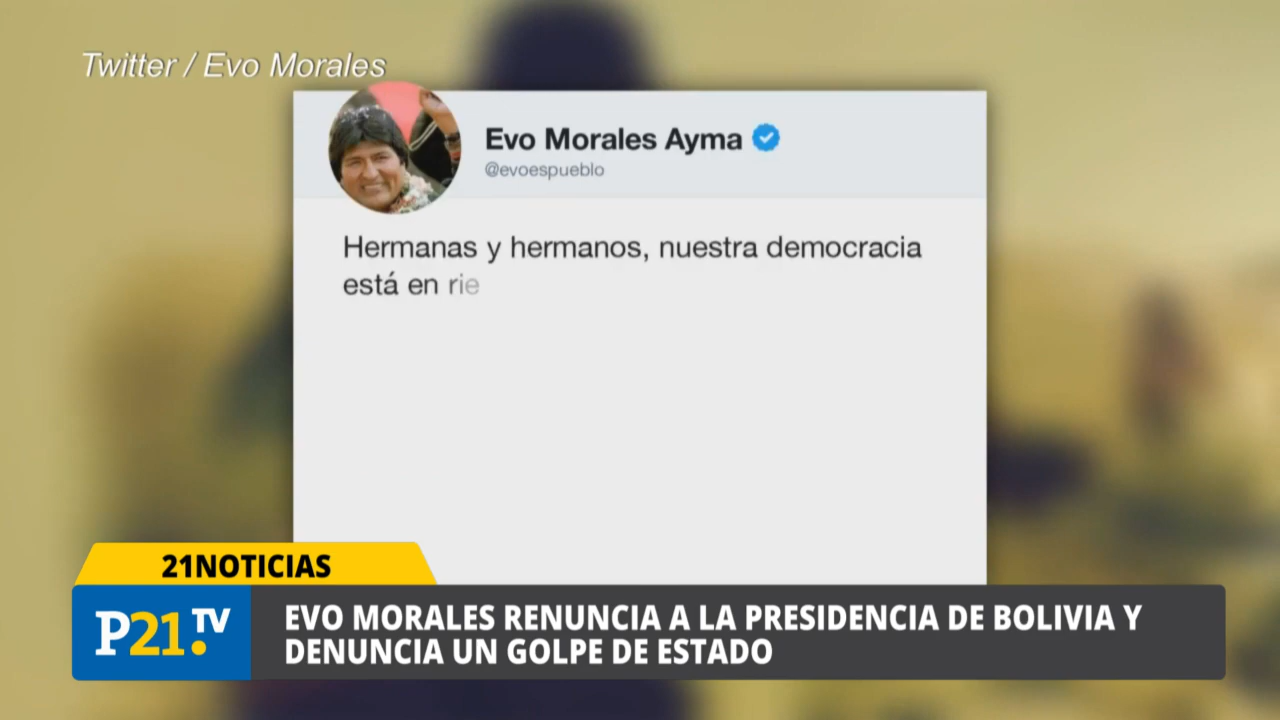 Twitter / Evo Morales
Evo Morales Ayma
@evoespueblo
Hermanas y hermanos, nuestra democracia
está en rie
21NOTICIAS
P21.TV
EVO MORALES RENUNCIA A LA PRESIDENCIA DE BOLIVIA Y
DENUNCIA UN GOLPE DE ESTADO